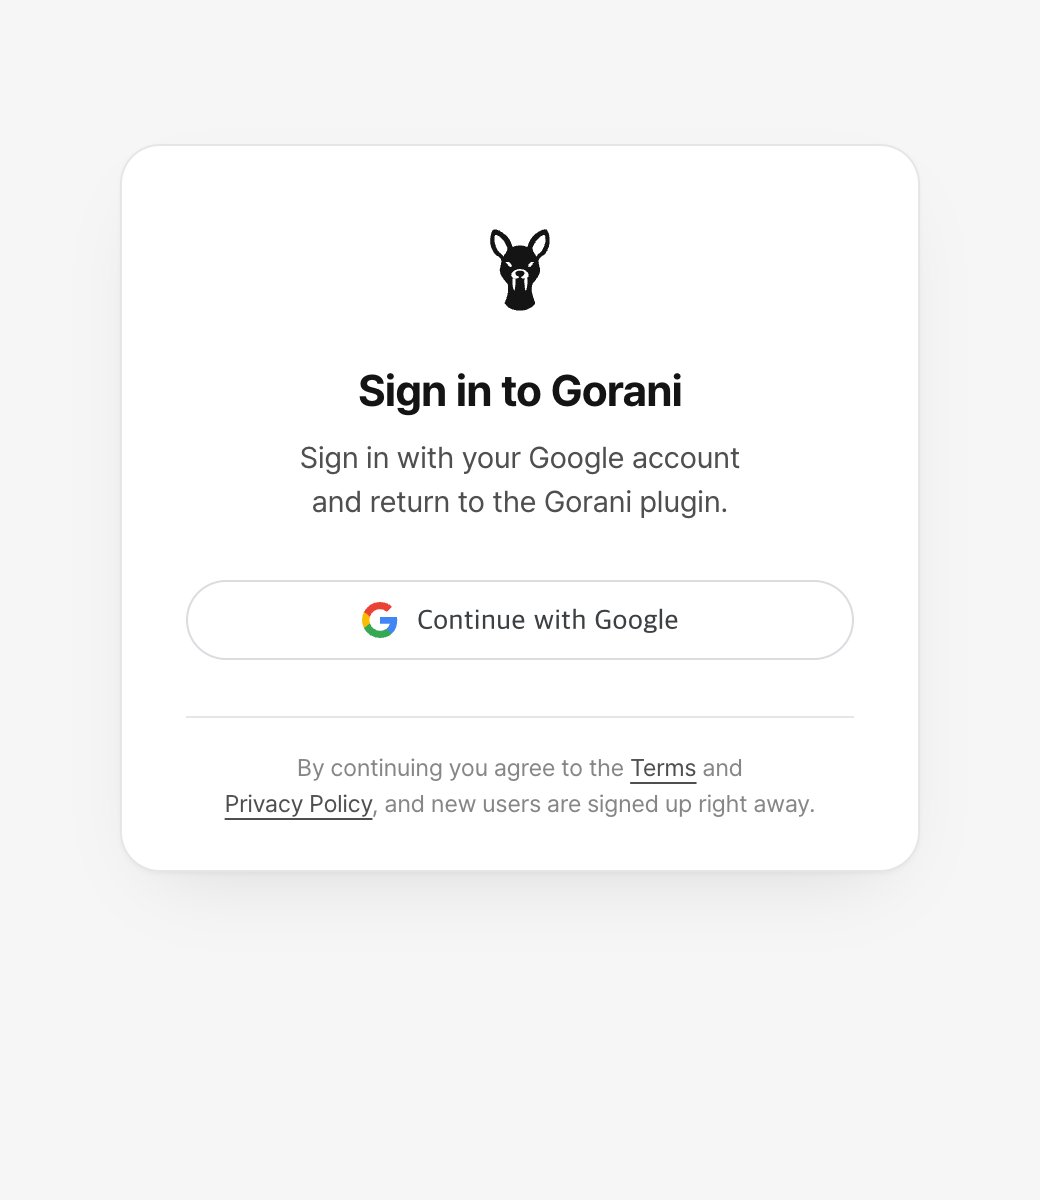 Sign in to Gorani
Sign in with your Google account
and return to the Gorani plugin.
Continue with Google
By continuing you agree to the Terms and
Privacy Policy, and new users are signed up right away.